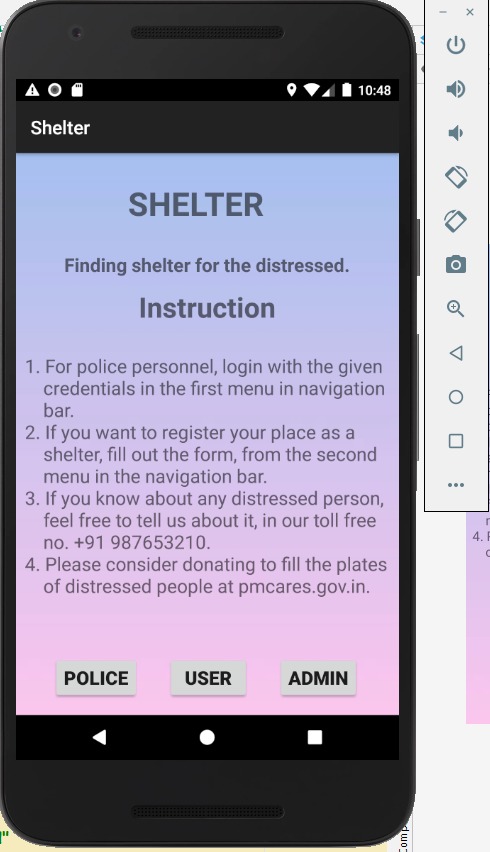 10:48
Shelter
SHELTER
Finding shelter for the distressed.
Instruction
1. For police personnel, login with the given
credentials in the first menu in navigation
bar.
2. If you want to register your place as a
shelter, fill out the form, from the second
menu in the navigation bar.
3. If you know about any distressed person,
feel free to tell us about it, in our toll free
no. +91 987653210.
4. Please consider donating to fill the plates
of distressed people at pmcares.gov.in.
POLICE USER ADMIN